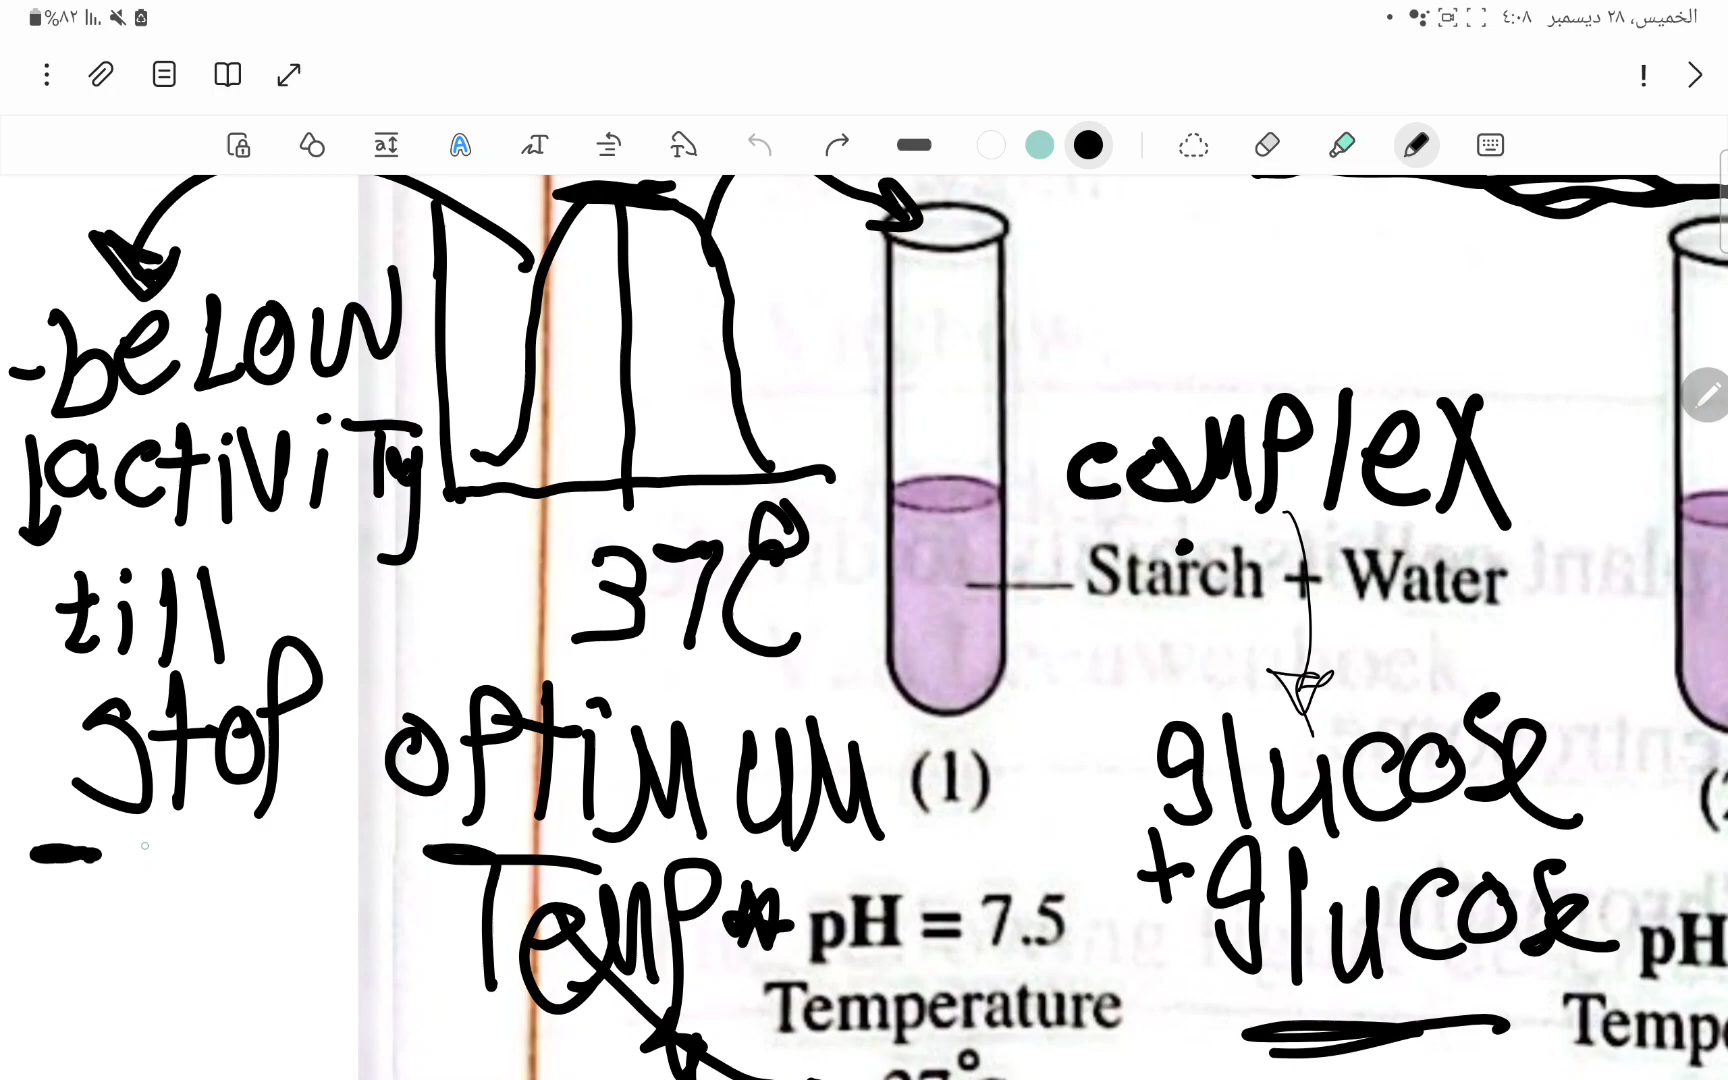 %٨٢
الخميس، ٢٨ ديسمبر ٤:٠٨
-below
activity
till
stop
37C°
optimum
Temp
complex
Starch + Water
glucose
+glucose
(1)
pH = 7.5
Temperature
37°C
pH
Temp